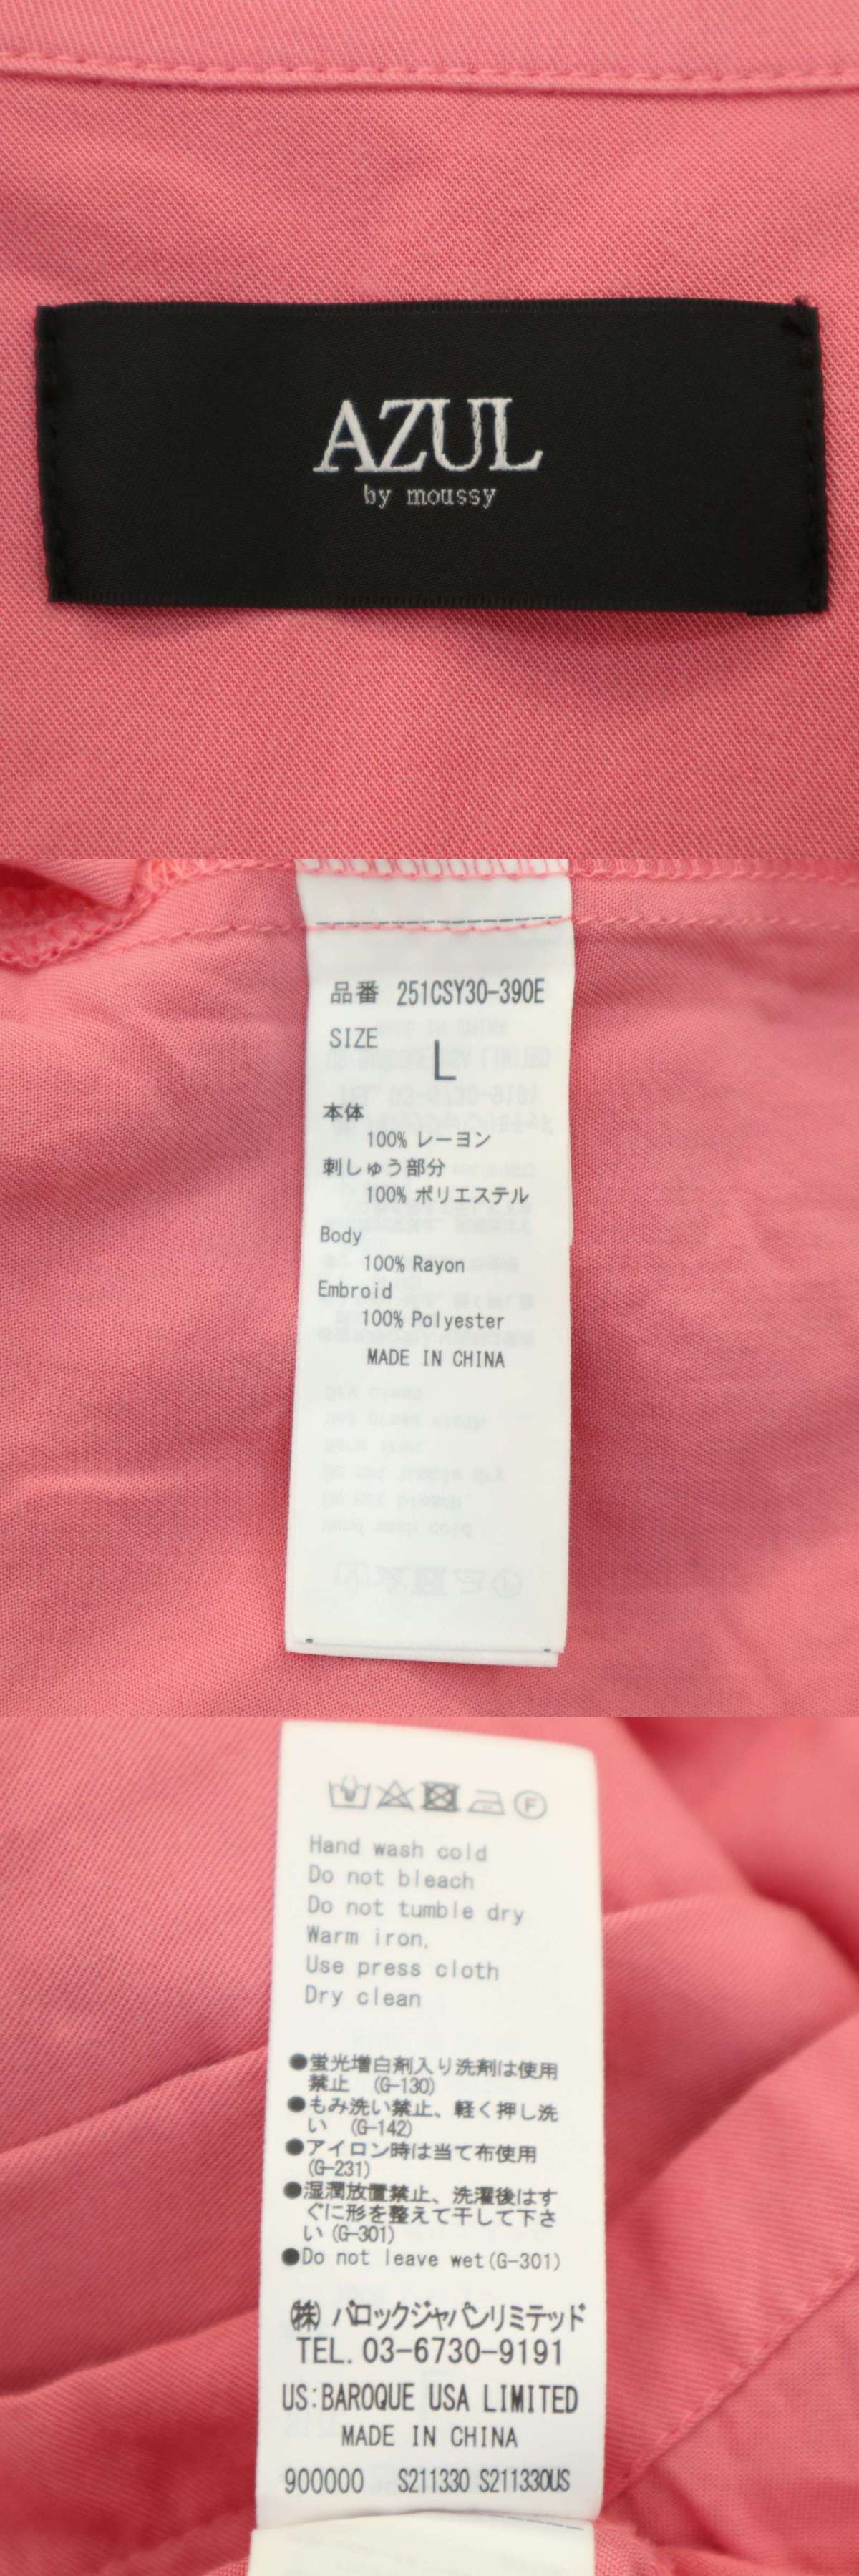 AZUL
by moussy
品番 251CSY30-390E
SIZE
L
本体
100% レーヨン
刺しゅう部分
100% ポリエステル
Body
100% Rayon
Embroid
100% Polyester
MADE IN CHINA
F
Hand wash cold
Do not bleach
Do not tumble dry
Warm iron,
Use press cloth
Dry clean
●蛍光増白剤入り洗剤は使用
禁止 (G-130)
●もみ洗い禁止、軽く押し洗
い (G-142)
●アイロン時は当て布使用
(G-231)
●湿潤放置禁止、洗濯後はす
ぐに形を整えて干して下さ
い (G-301)
●Do not leave wet(G-301)
㈱ バロックジャパンリミテッド
TEL. 03-6730-9191
US:BAROQUE USA LIMITED
MADE IN CHINA
900000 S211330 S211330US